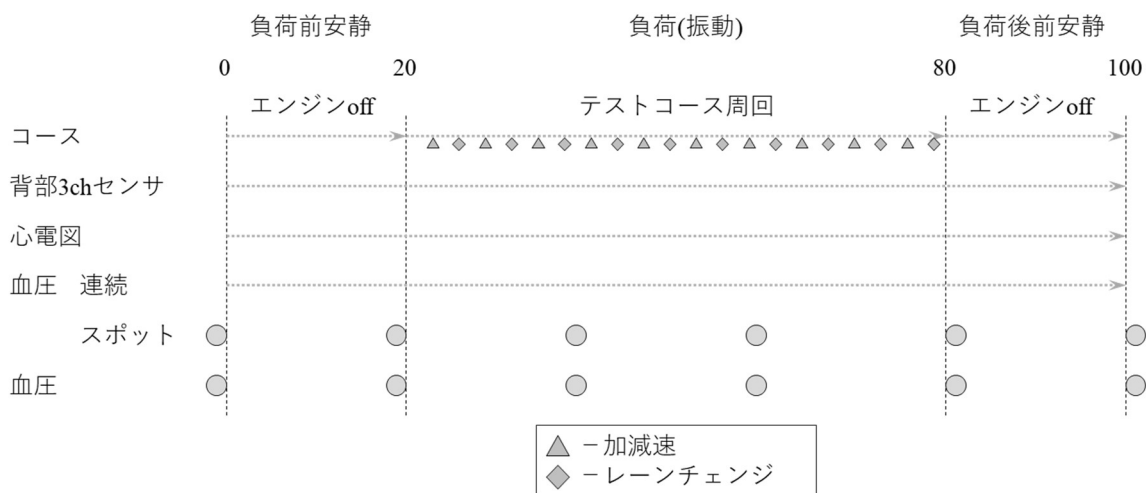 負荷前安静 負荷(振動) 負荷後前安静
0 20 80 100
エンジンoff テストコース周回 エンジンoff
コース
背部3chセンサ
心電図
血圧 連続
スポット
血圧
－加減速
－レーンチェンジ